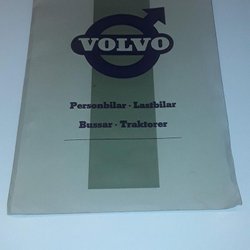 VOLVO
Personbilar · Lastbilar
Bussar · Traktorer